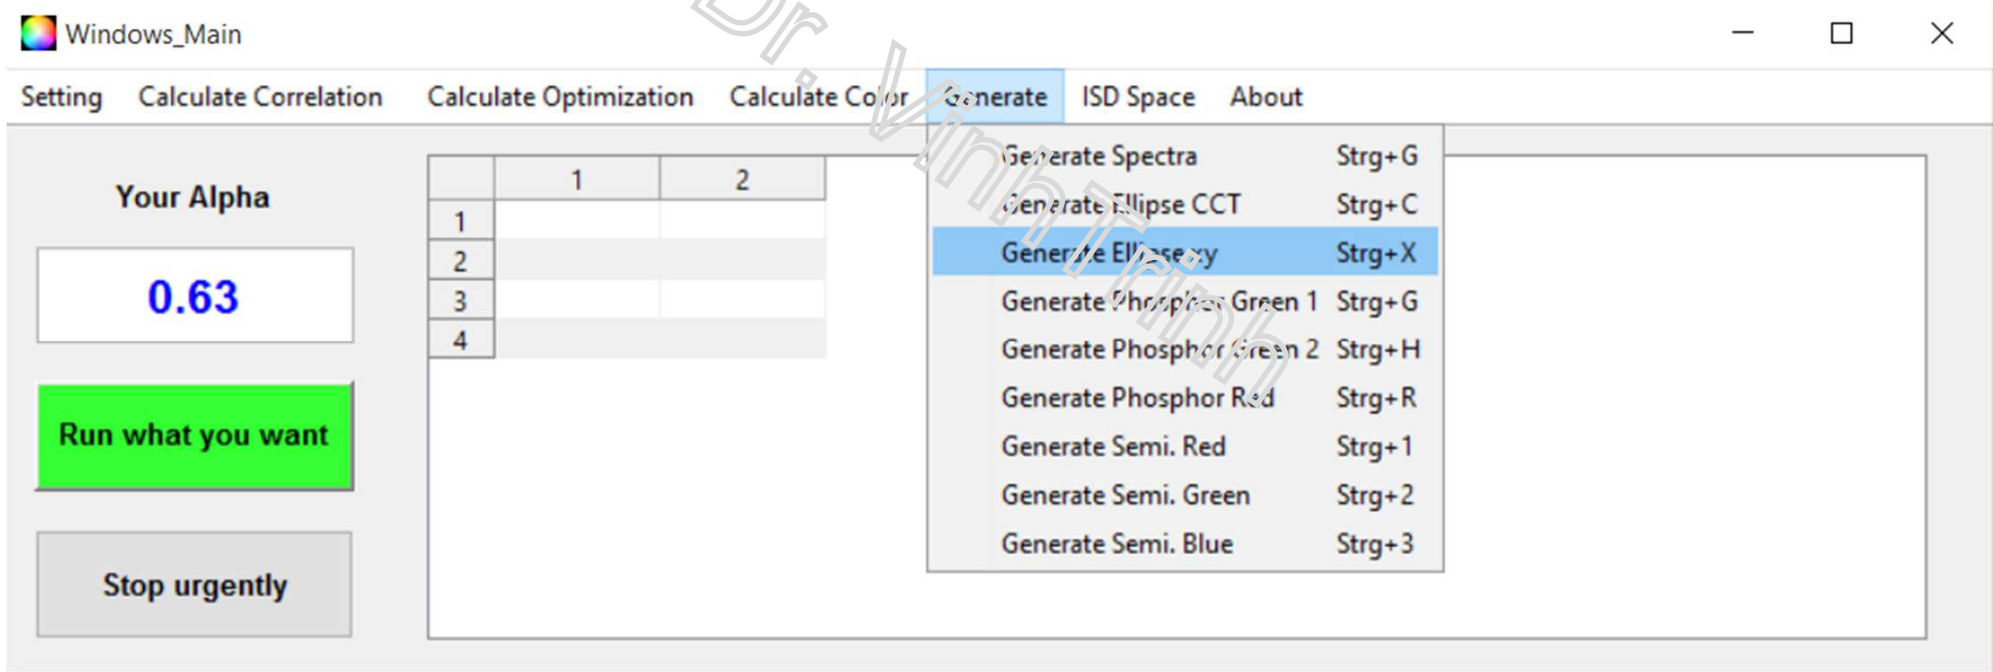 Windows_Main
Setting Calculate Correlation Calculate Optimization Calculate Color Generate ISD Space About
Your Alpha
0.63
Run what you want
Stop urgently
1 2
1
2
3
4
Generate Spectra Strg+G
Generate Ellipse CCT Strg+C
Generate Ellipse xy Strg+X
Generate Phosphor Green 1 Strg+G
Generate Phosphor Green 2 Strg+H
Generate Phosphor Red Strg+R
Generate Semi. Red Strg+1
Generate Semi. Green Strg+2
Generate Semi. Blue Strg+3
Dr. Vinh Trinh